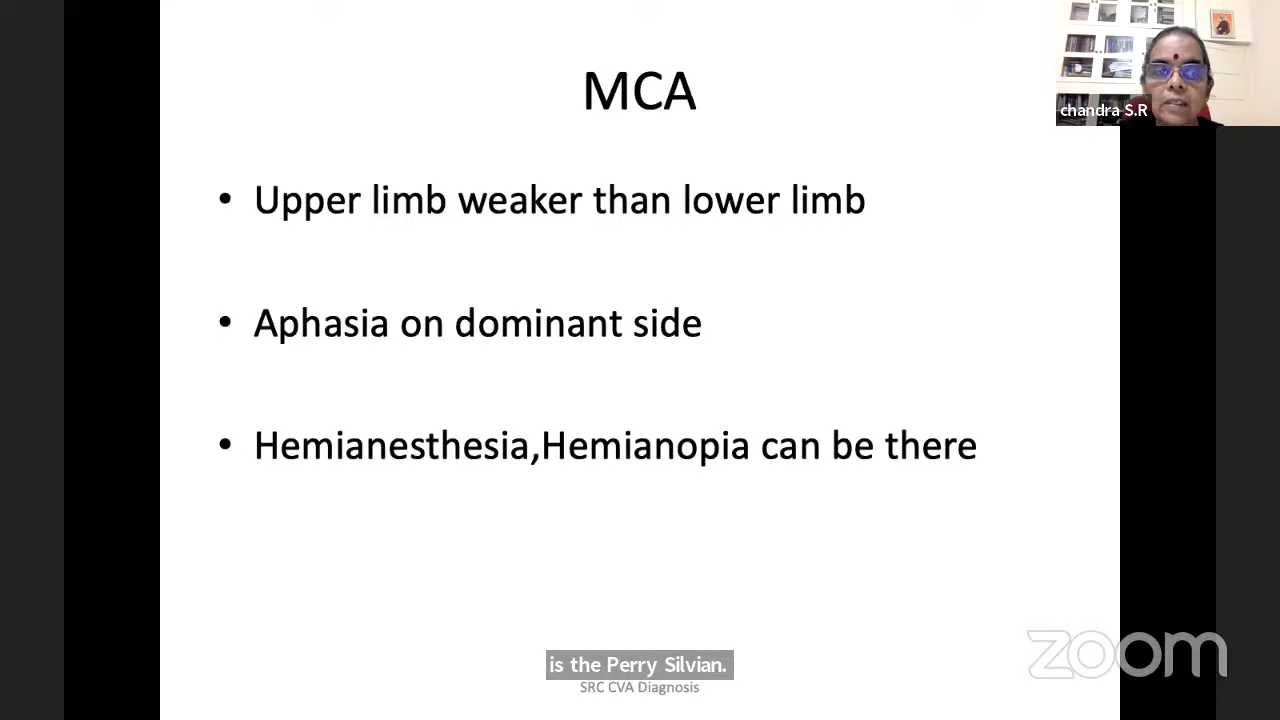 MCA
chandra S.R
• Upper limb weaker than lower limb
• Aphasia on dominant side
• Hemianesthesia,Hemianopia can be there
is the Perry Silvian.
SRC CVA Diagnosis
zoom